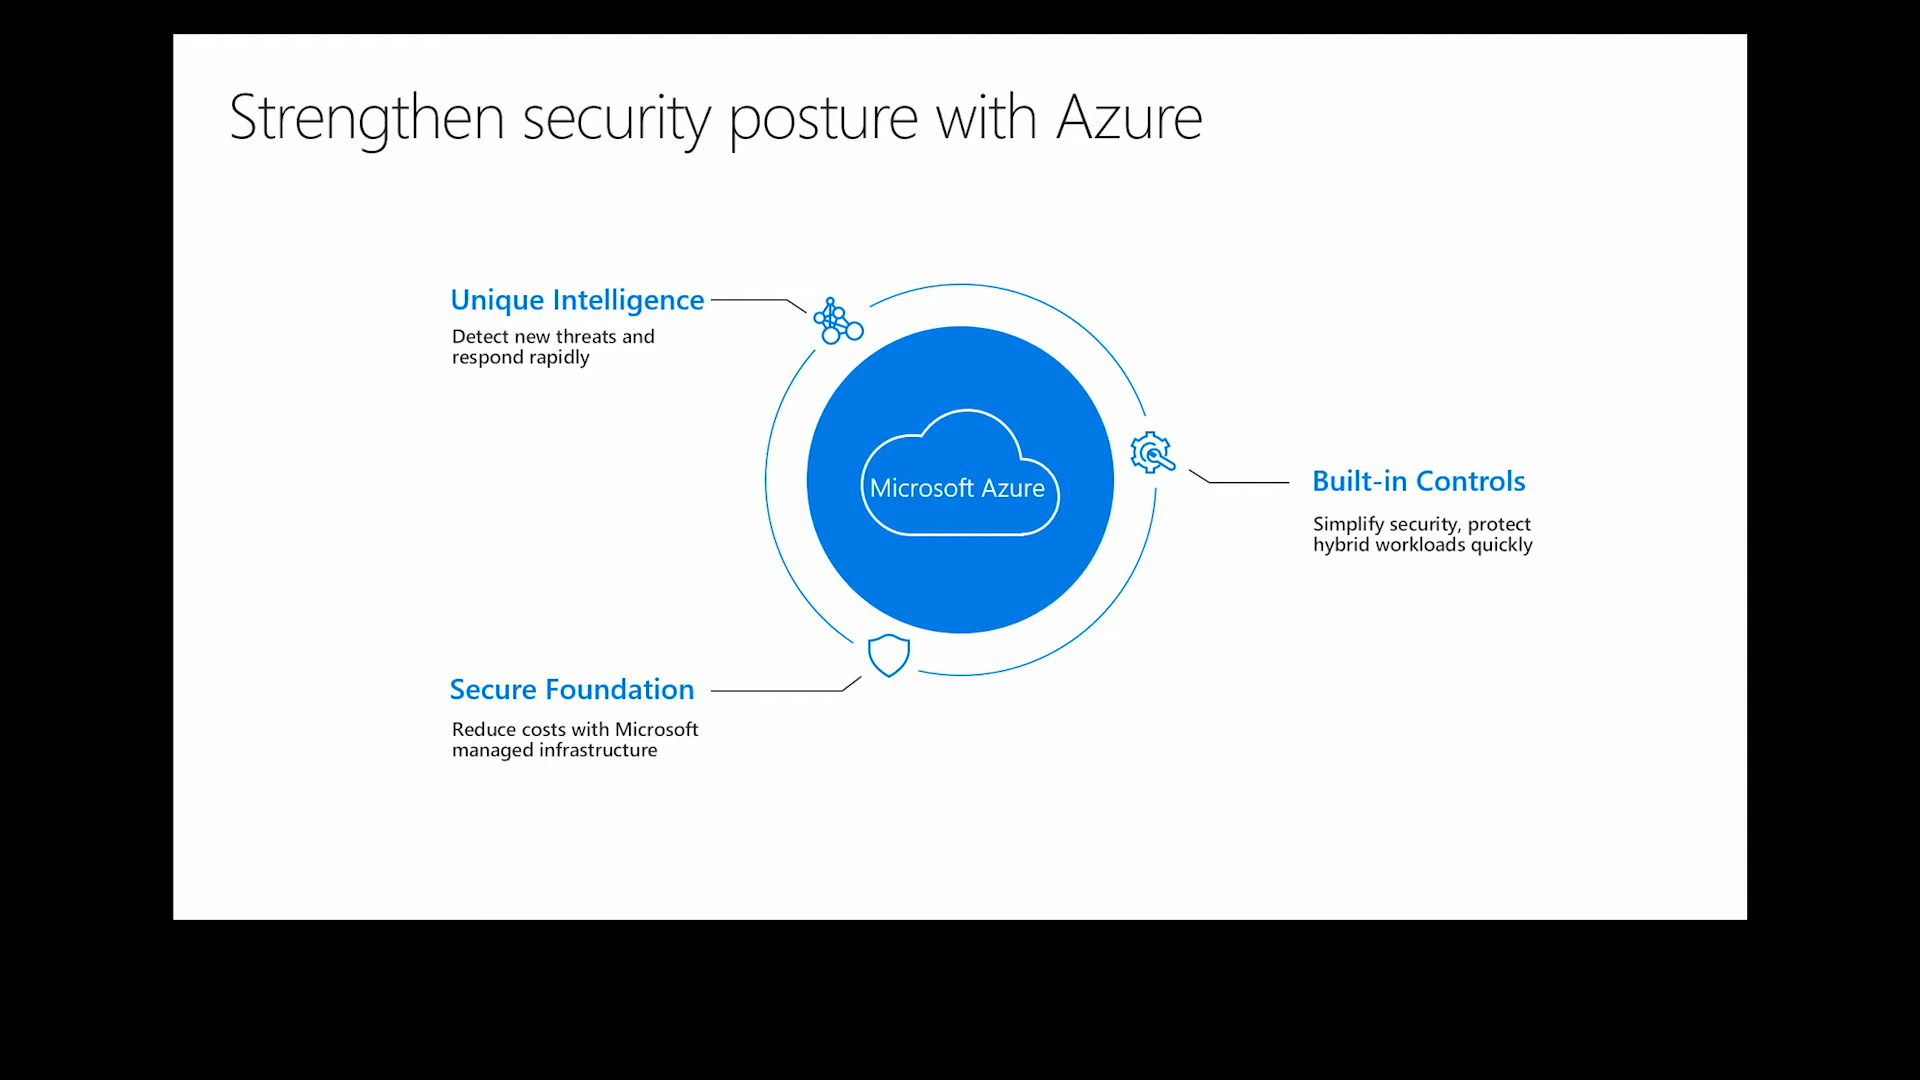 Strengthen security posture with Azure
Unique Intelligence
Detect new threats and
respond rapidly
Microsoft Azure
Built-in Controls
Simplify security, protect
hybrid workloads quickly
Secure Foundation
Reduce costs with Microsoft
managed infrastructure